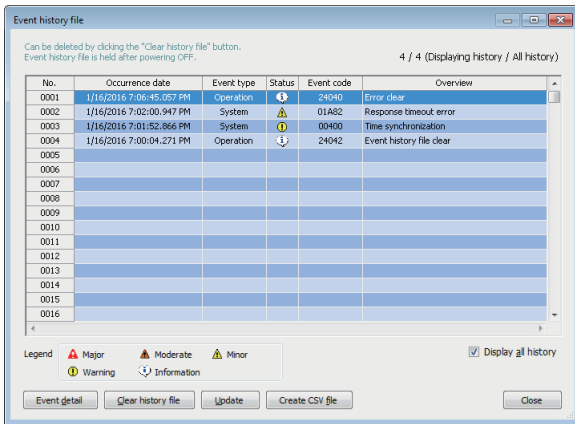 Event history file
Can be deleted by clicking the "Clear history file" button.
Event history file is held after powering OFF.
4 / 4 (Displaying history / All history)
No. Occurrence date Event type Status Event code Overview
0001 1/16/2016 7:06:45.057 PM Operation 24040 Error clear
0002 1/16/2016 7:02:00.947 PM System 01A82 Response timeout error
0003 1/16/2016 7:01:52.866 PM System 00400 Time synchronization
0004 1/16/2016 7:00:04.271 PM Operation 24042 Event history file clear
0005
0006
0007
0008
0009
0010
0011
0012
0013
0014
0015
0016
Legend Major Moderate Minor
Warning Information
Display all history
Event detail Clear history file Update Create CSV file Close